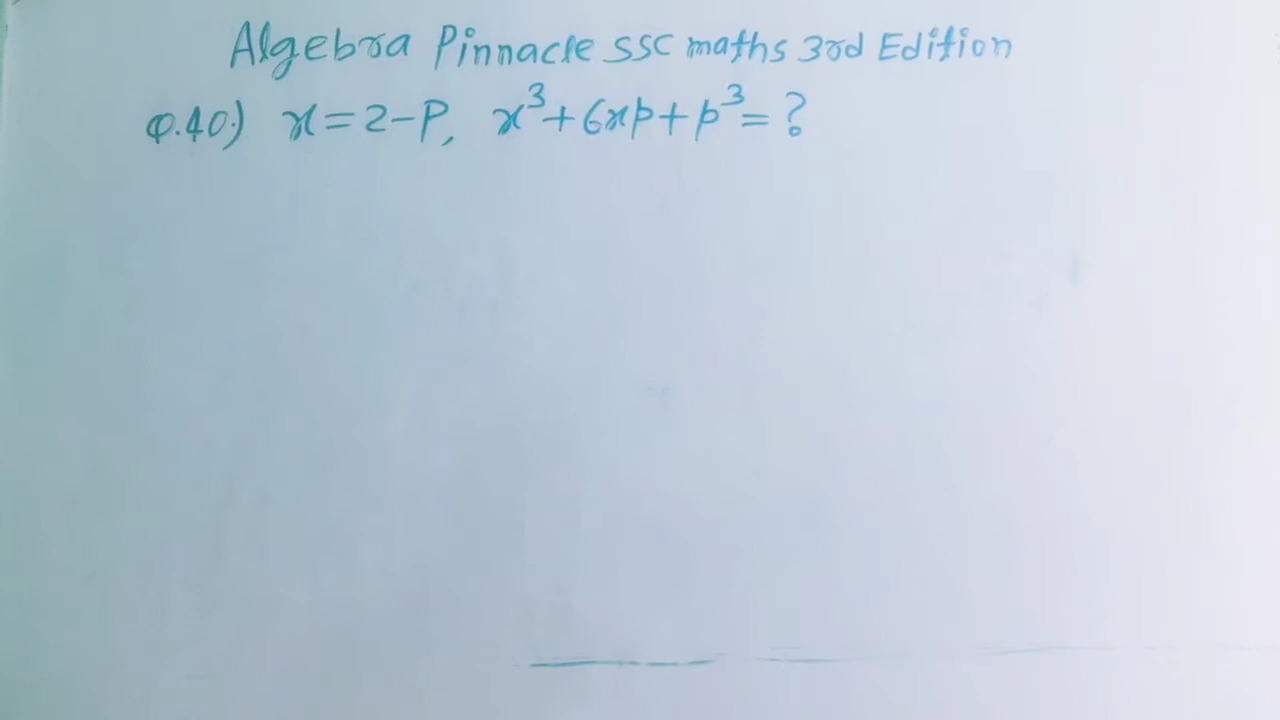 Algebra Pinnacle SSC maths 3rd Edition
Q.40.) x=2-P, x³+6xp+p³=?